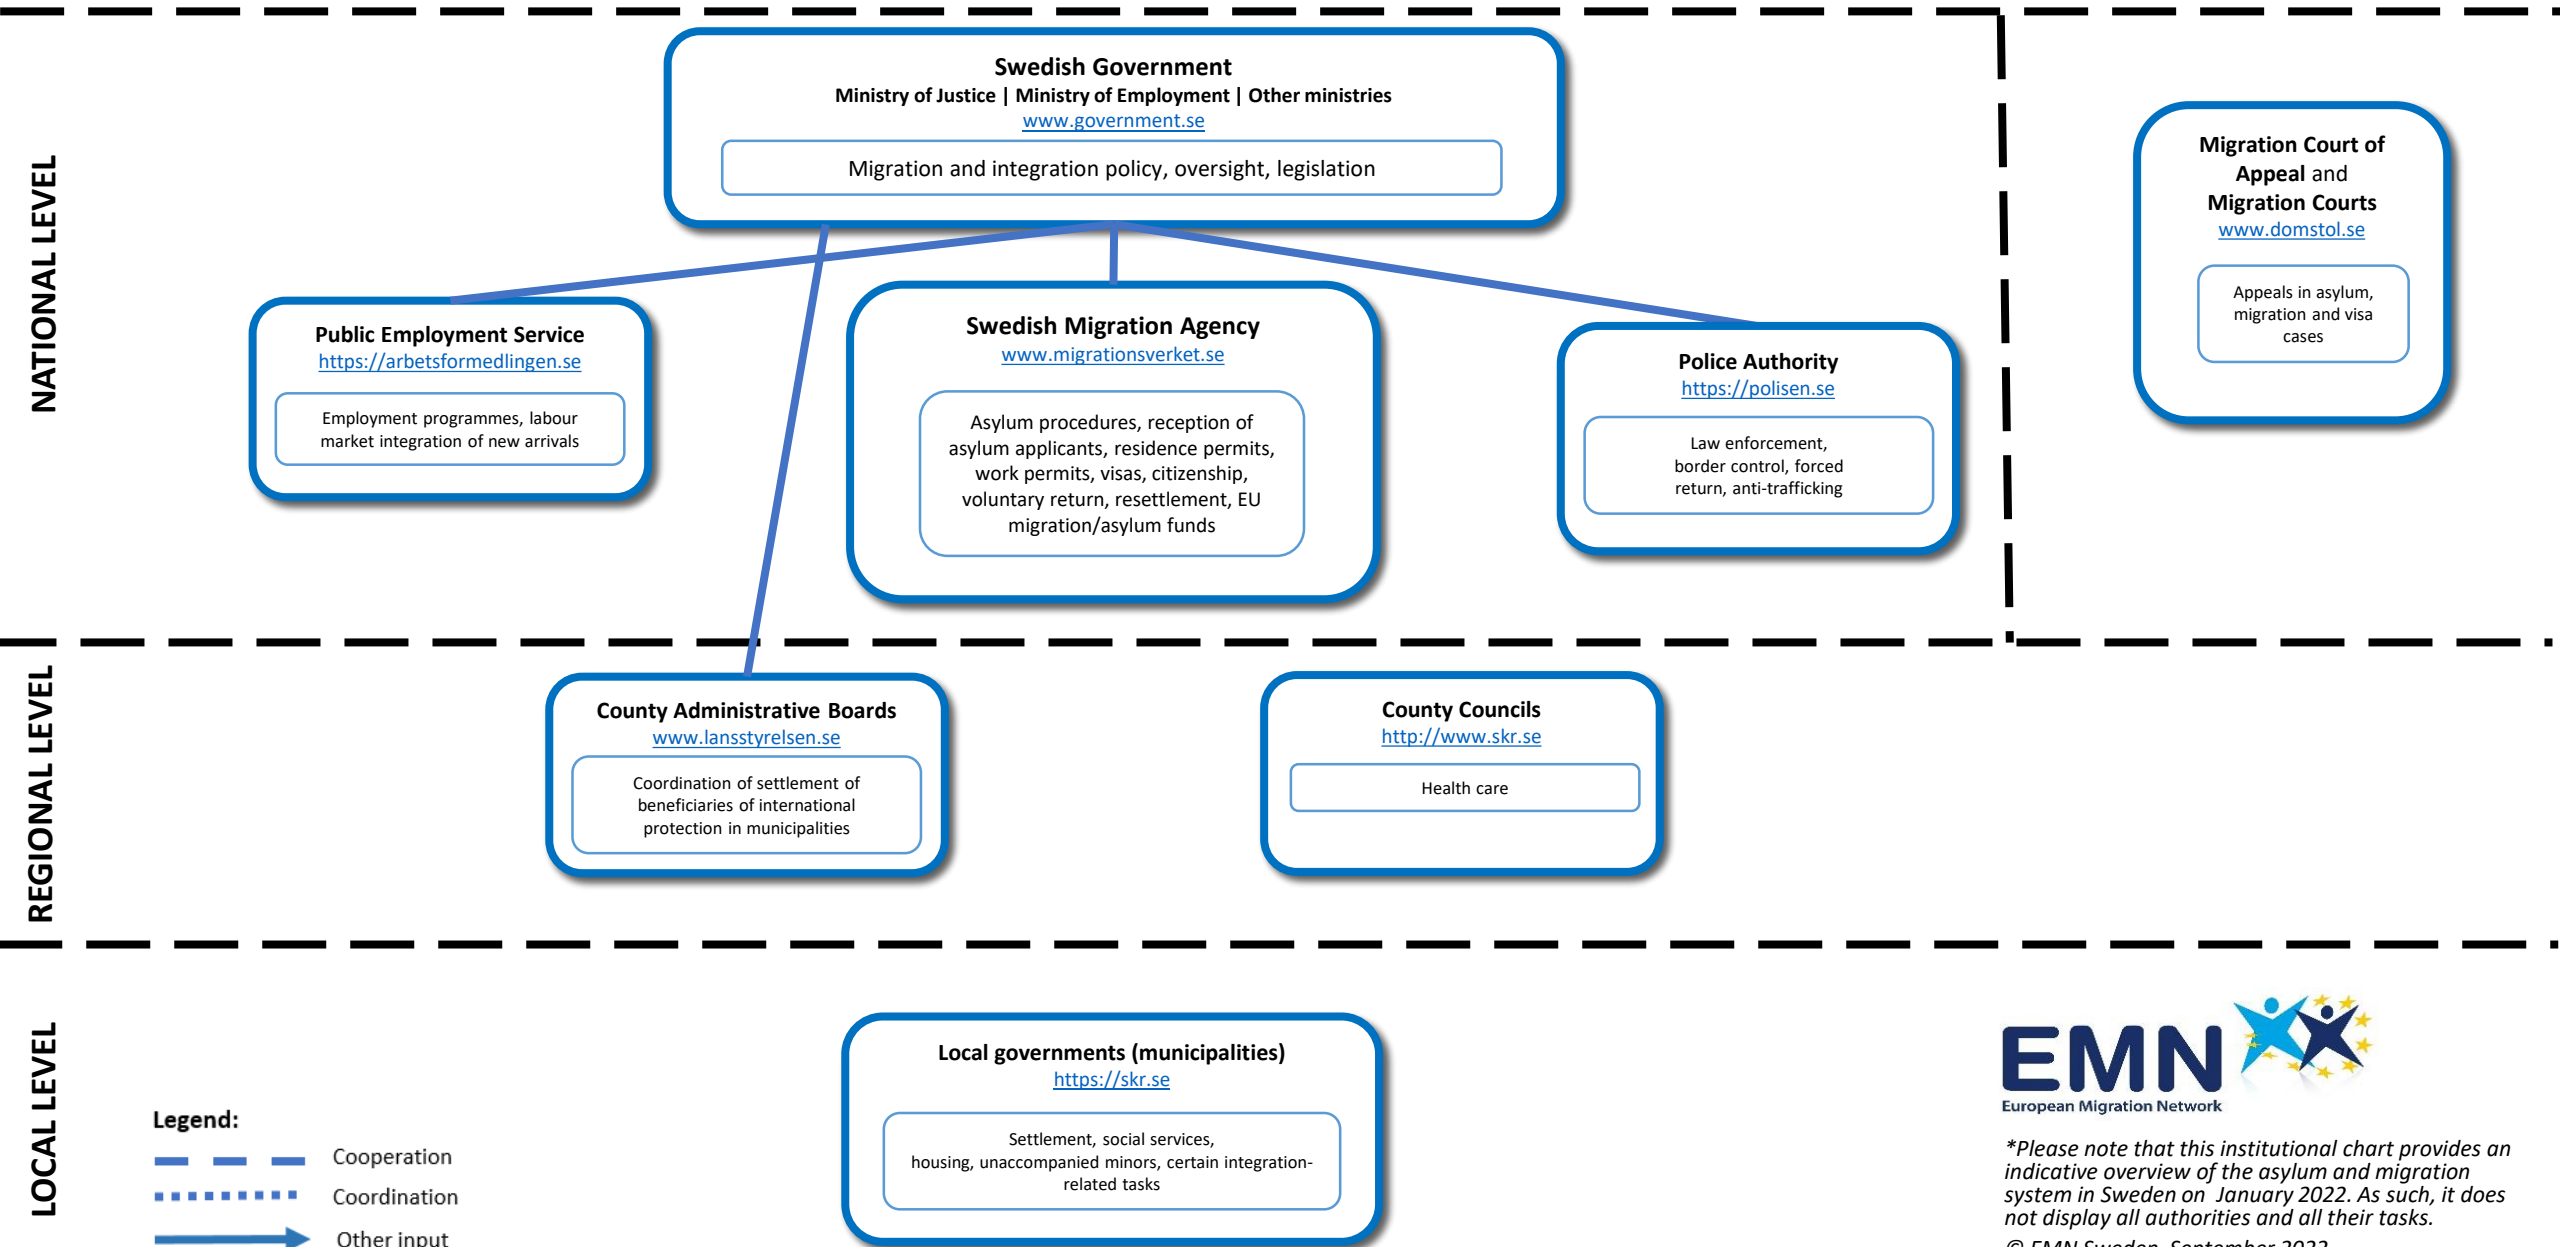 NATIONAL LEVEL
Swedish Government
Ministry of Justice | Ministry of Employment | Other ministries
www.government.se
Migration and integration policy, oversight, legislation
Migration Court of
Appeal and
Migration Courts
www.domstol.se
Appeals in asylum,
migration and visa
cases
Public Employment Service
https://arbetsformedlingen.se
Employment programmes, labour
market integration of new arrivals
Swedish Migration Agency
www.migrationsverket.se
Asylum procedures, reception of
asylum applicants, residence permits,
work permits, visas, citizenship,
voluntary return, resettlement, EU
migration/asylum funds
Police Authority
https://polisen.se
Law enforcement,
border control, forced
return, anti-trafficking
REGIONAL LEVEL
County Administrative Boards
www.lansstyrelsen.se
Coordination of settlement of
beneficiaries of international
protection in municipalities
County Councils
http://www.skr.se
Health care
LOCAL LEVEL
Legend:
Cooperation
Coordination
Other input
Local governments (municipalities)
https://skr.se
Settlement, social services,
housing, unaccompanied minors, certain integration-
related tasks
EMN
European Migration Network
*Please note that this institutional chart provides an
indicative overview of the asylum and migration
system in Sweden on January 2022. As such, it does
not display all authorities and all their tasks.
© EMN Sweden, September 2022